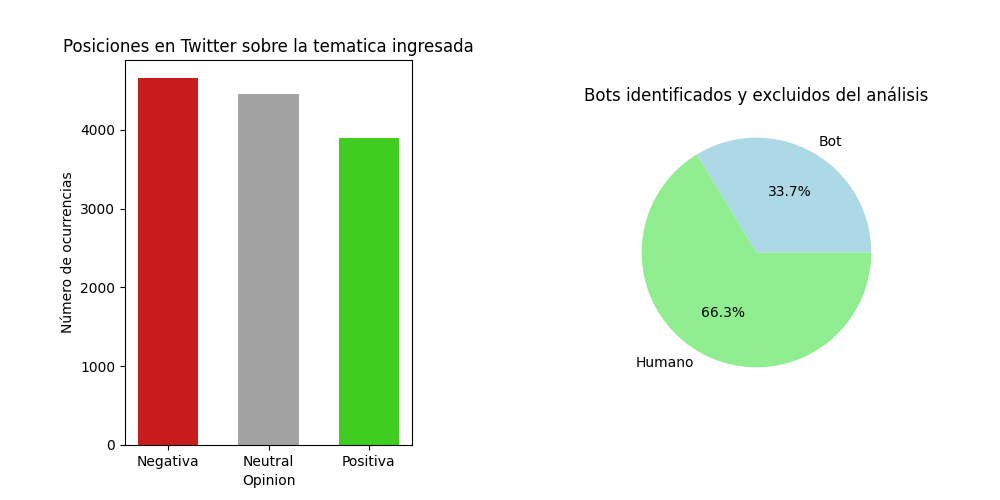 Posiciones en Twitter sobre la tematica ingresada
Número de ocurrencias
4000
3000
2000
1000
0
Negativa
Neutral
Positiva
Opinion
Bots identificados y excluidos del análisis
Bot
33.7%
66.3%
Humano